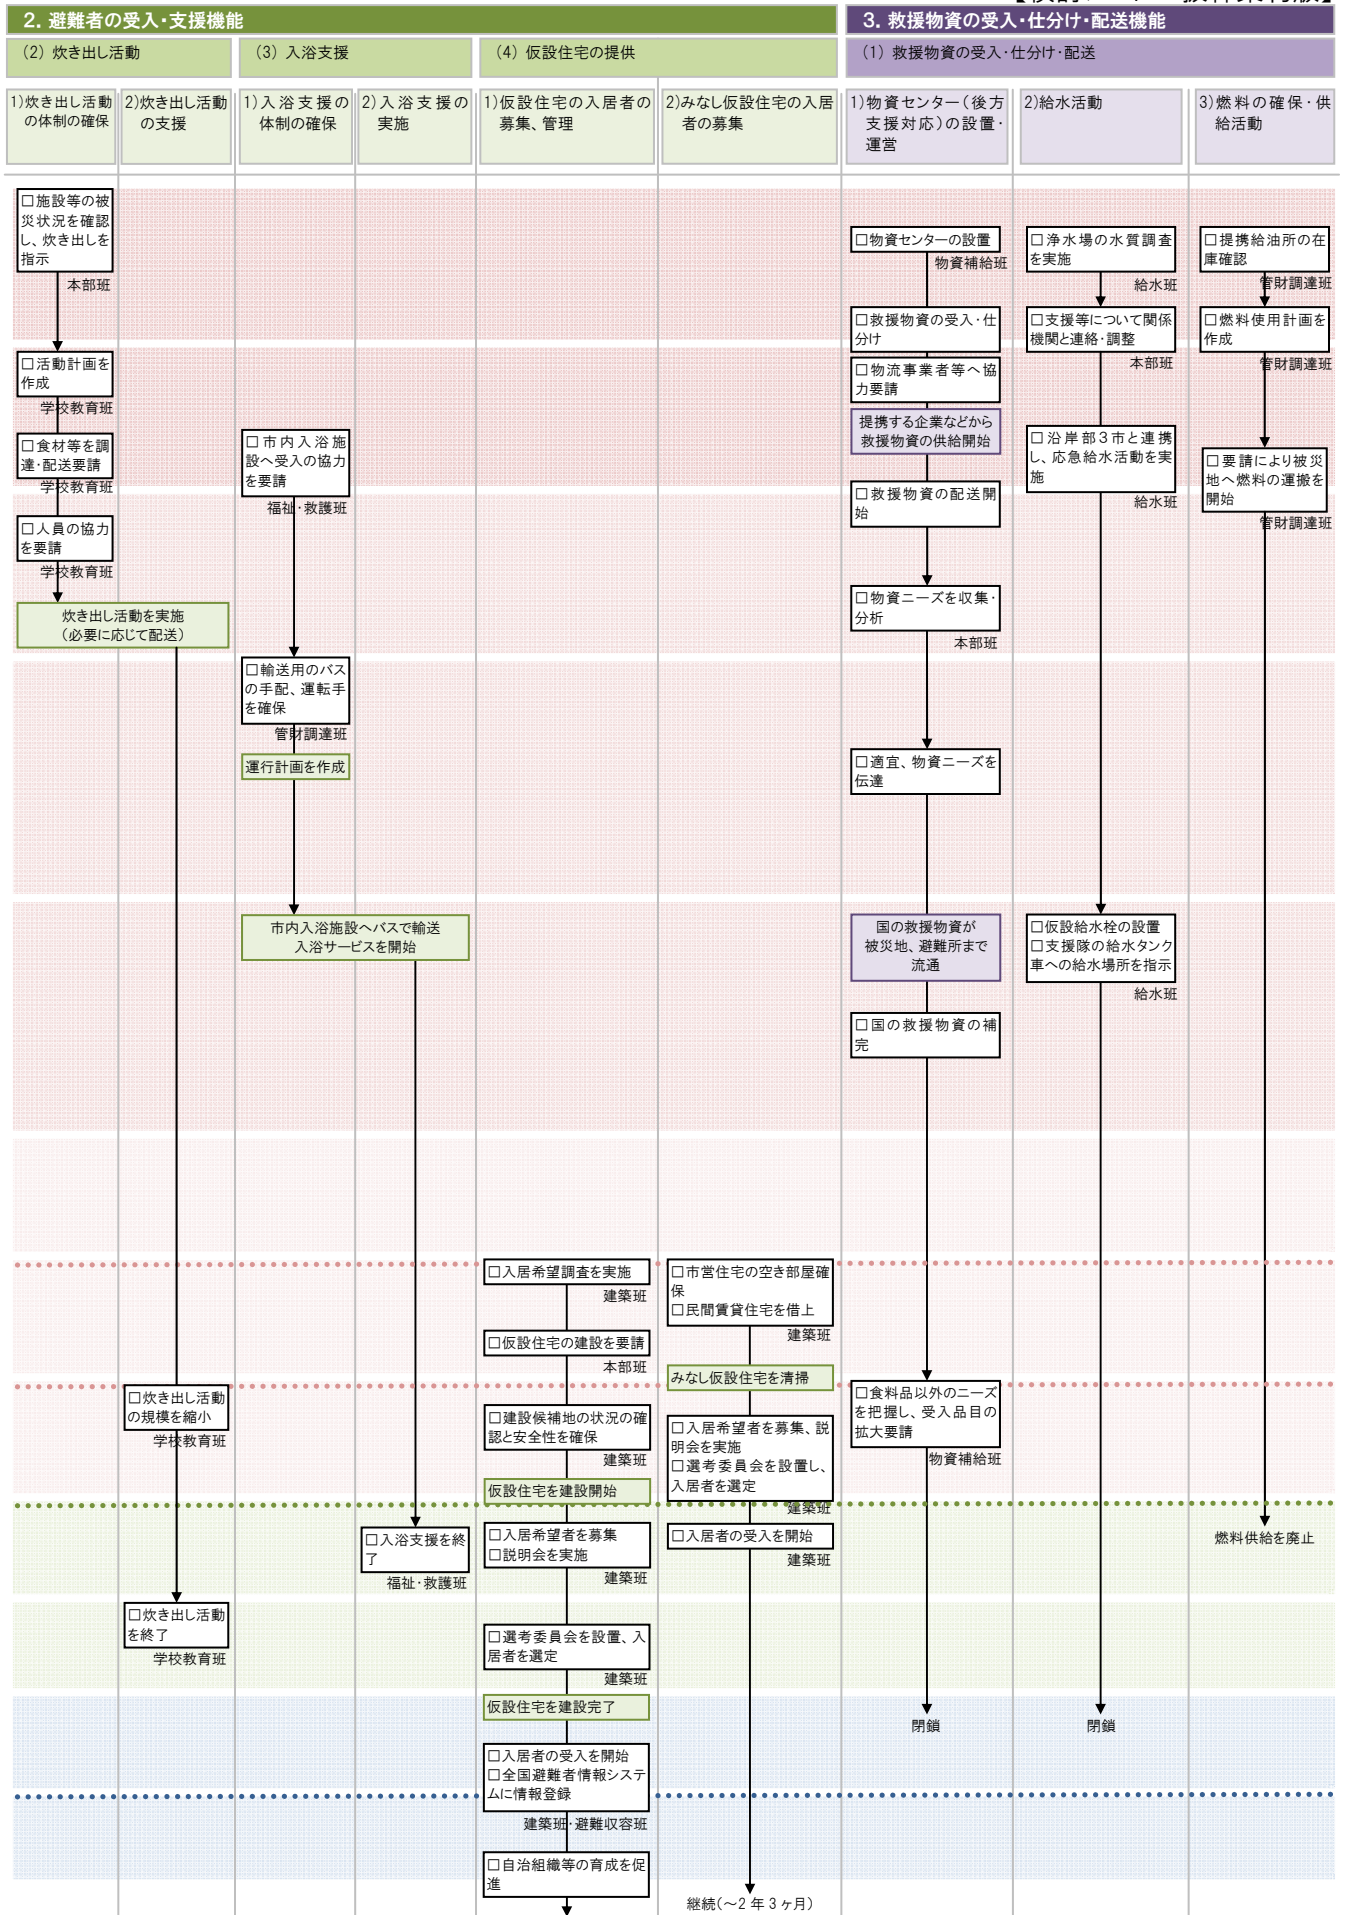 2. 避難者の受入・支援機能
3. 救援物資の受入・仕分け・配送機能
(2) 炊き出し活動
(3) 入浴支援
(4) 仮設住宅の提供
(1) 救援物資の受入・仕分け・配送
1)炊き出し活動
の体制の確保
2)炊き出し活動
の支援
1)入浴支援の
体制の確保
2)入浴支援の
実施
1)仮設住宅の入居者の
募集、管理
2)みなし仮設住宅の入居
者の募集
1)物資センター(後方
支援対応)の設置・
運営
2)給水活動
3)燃料の確保・供
給活動
□施設等の被
災状況を確認
し、炊き出しを
指示
本部班
□活動計画を
作成
学校教育班
□食材等を調
達・配送要請
学校教育班
□人員の協力
を要請
学校教育班
炊き出し活動を実施
(必要に応じて配送)
□炊き出し活動
の規模を縮小
学校教育班
□炊き出し活動
を終了
学校教育班
□市内入浴施
設へ受入の協力
を要請
福祉・救護班
□輸送用のバス
の手配、運転手
を確保
管財調達班
運行計画を作成
市内入浴施設へバスで輸送
入浴サービスを開始
□入浴支援を終
了
福祉・救護班
□入居希望調査を実施
建築班
□仮設住宅の建設を要請
本部班
□建設候補地の状況の確
認と安全性を確保
建築班
仮設住宅を建設開始
□入居希望者を募集
□説明会を実施
建築班
□選考委員会を設置、入
居者を選定
建築班
仮設住宅を建設完了
□入居者の受入を開始
□全国避難者情報システ
ムに情報登録
建築班・避難収容班
□自治組織等の育成を促
進
□市営住宅の空き部屋確
保
□民間賃貸住宅を借上
建築班
みなし仮設住宅を清掃
□入居希望者を募集、説
明会を実施
□選考委員会を設置し、
入居者を選定
建築班
□入居者の受入を開始
建築班
継続(～2年3ヶ月)
□物資センターの設置
物資補給班
□救援物資の受入・仕
分け
□物流事業者等へ協
力要請
提携する企業などから
救援物資の供給開始
□救援物資の配送開
始
□物資ニーズを収集・
分析
本部班
□適宜、物資ニーズを
伝達
国の救援物資が
被災地、避難所まで
流通
□国の救援物資の補
完
□食料品以外のニーズ
を把握し、受入品目の
拡大要請
物資補給班
閉鎖
□浄水場の水質調査
を実施
給水班
□支援等について関係
機関と連絡・調整
本部班
□沿岸部3市と連携
し、応急給水活動を実
施
給水班
□仮設給水栓の設置
□支援隊の給水タンク
車への給水場所を指示
給水班
閉鎖
□提携給油所の在
庫確認
管財調達班
□燃料使用計画を
作成
管財調達班
□要請により被災
地へ燃料の運搬を
開始
管財調達班
燃料供給を廃止